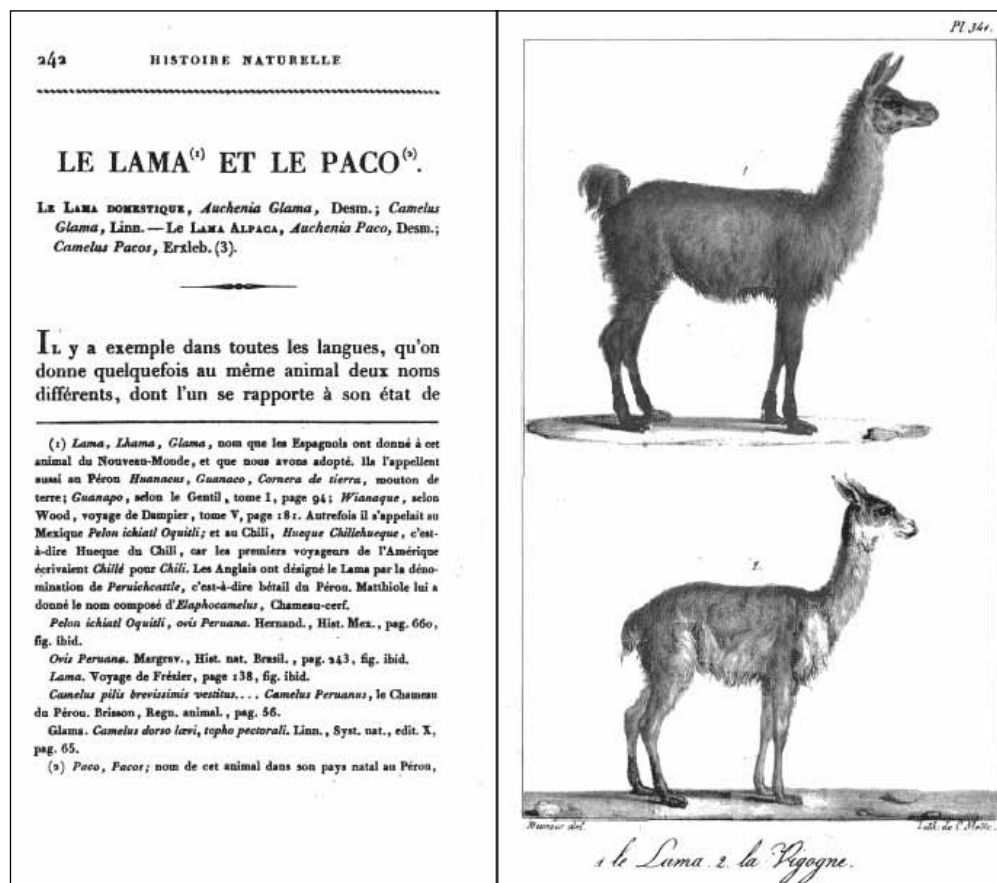 242 HISTOIRE NATURELLE
LE LAMA(1) ET LE PACO(2).
LE LAMA DOMESTIQUE, Auchenia Glama, Desm.; Camelus
Glama, Linn.—LE LAMA ALPACA, Auchenia Paco, Desm.;
Camelus Pacos, Erxleb. (3).
IL y a exemple dans toutes les langues, qu'on
donne quelquefois au même animal deux noms
différents, dont l'un se rapporte à son état de
(1) Lama, Lhama, Glama, nom que les Espagnols ont donné à cet
animal du Nouveau-Monde, et que nous avons adopté. Ils l'appellent
aussi au Pérou Huanacus, Guanaco, Cornera de tierra, mouton de
terre; Guanapo, selon le Gentil, tome I, page 94; Wianaque, selon
Wood, voyage de Dampier, tome V, page 181. Autrefois il s'appelait au
Mexique Pelon ichiatl Oquitli; et au Chili, Hueque Chillehueque, c'est-
à-dire Hueque du Chili, car les premiers voyageurs de l'Amérique
écrivaient Chillé pour Chili. Les Anglais ont désigné le Lama par la déno-
mination de Peruichcattle, c'est-à-dire bétail du Pérou. Matthiole lui a
donné le nom composé d'Elaphocamelus, Chameau-cerf.
Pelon ichiatl Oquitli, ovis Peruana. Hernand., Hist. Mex., pag. 660,
fig. ibid.
Ovis Peruana. Margrav., Hist. nat. Brasil., pag. 243, fig. ibid.
Lama. Voyage de Frézier, page 138, fig. ibid.
Camelus pilis brevissimis vestitus.... Camelus Peruanus, le Chameau
du Pérou. Brisson, Regn. animal., pag. 56.
Glama. Camelus dorso lævi, topho pectorali. Linn., Syst. nat., edit. X,
pag. 65.
(2) Paco, Pacos; nom de cet animal dans son pays natal au Pérou,
Pl. 341.
1
2.
del.
Lith. de C. Motte.
1 le Lama. 2. la Vigogne.